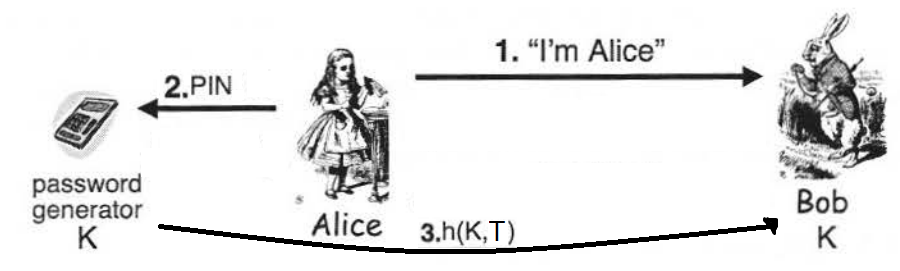 1. “I’m Alice”
2.PIN
password
generator
K
Alice
3.h(K,T)
Bob
K
s